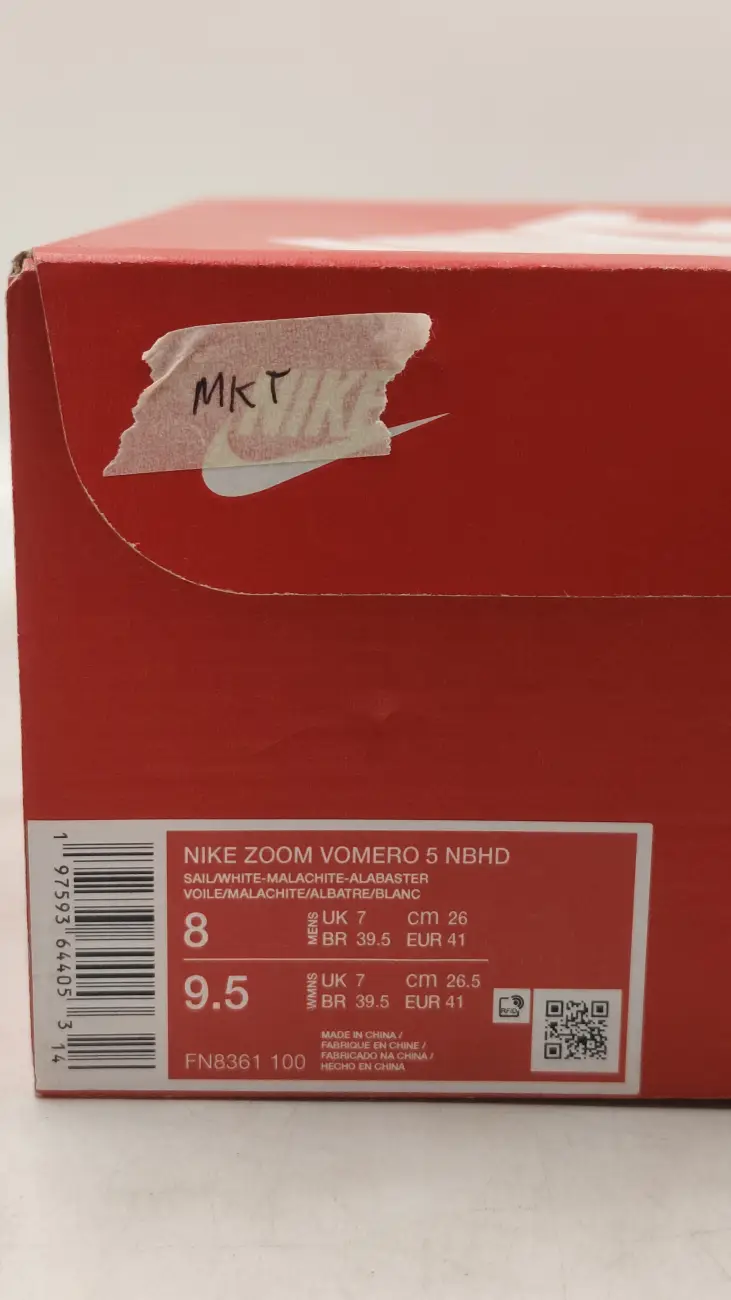 MKT
NIKE
NIKE ZOOM VOMERO 5 NBHD
SAIL/WHITE-MALACHITE-ALABASTER
VOILE/MALACHITE/ALBATRE/BLANC
8 MENS UK 7 cm 26
BR 39.5 EUR 41
9.5 WMNS UK 7 cm 26.5
BR 39.5 EUR 41
RFID
MADE IN CHINA /
FABRIQUE EN CHINE /
FABRICADO NA CHINA /
HECHO EN CHINA
FN8361 100
1 97593 64405 3 14